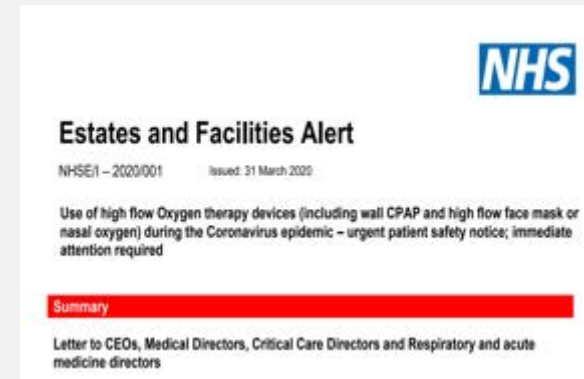 NHS
Estates and Facilities Alert
NHSE/I – 2020/001 Issued: 31 March 2020
Use of high flow Oxygen therapy devices (including wall CPAP and high flow face mask or
nasal oxygen) during the Coronavirus epidemic – urgent patient safety notice; immediate
attention required
Summary
Letter to CEOs, Medical Directors, Critical Care Directors and Respiratory and acute
medicine directors